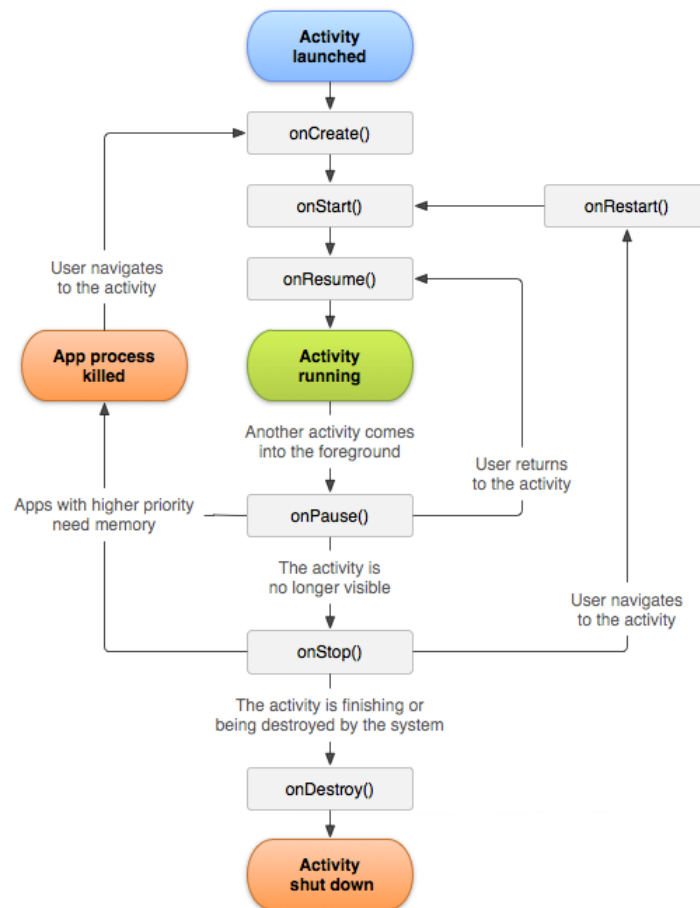 Activity
launched
onCreate()
onStart()
onRestart()
User navigates
to the activity
onResume()
App process
killed
Activity
running
Another activity comes
into the foreground
User returns
to the activity
Apps with higher priority
need memory
onPause()
The activity is
no longer visible
User navigates
to the activity
onStop()
The activity is finishing or
being destroyed by the system
onDestroy()
Activity
shut down